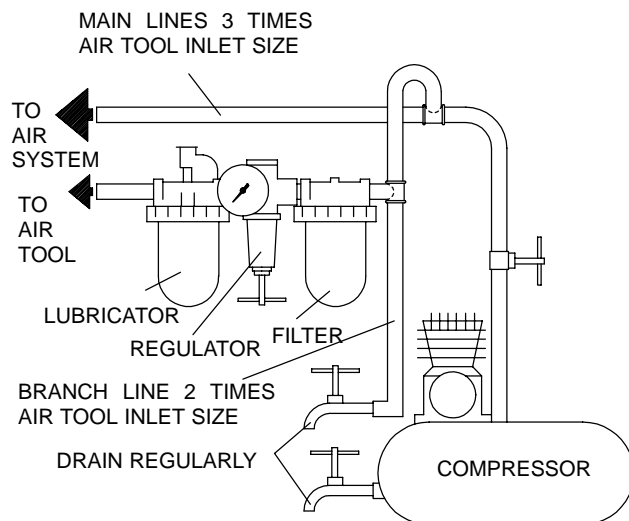 MAIN LINES 3 TIMES
AIR TOOL INLET SIZE
TO
AIR
SYSTEM
TO
AIR
TOOL
LUBRICATOR
REGULATOR
FILTER
BRANCH LINE 2 TIMES
AIR TOOL INLET SIZE
DRAIN REGULARLY
COMPRESSOR